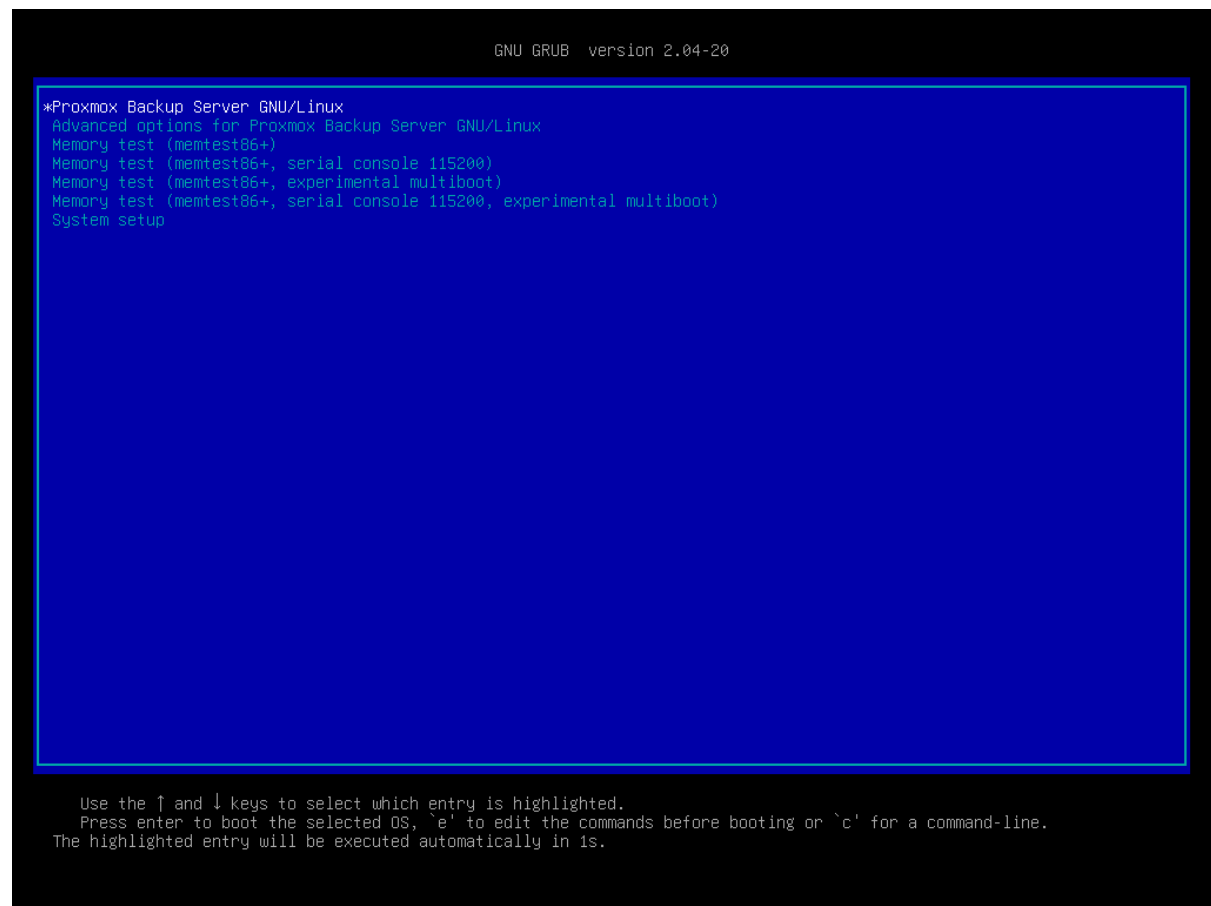 GNU GRUB  version 2.04-20
*Proxmox Backup Server GNU/Linux
Advanced options for Proxmox Backup Server GNU/Linux
Memory test (memtest86+)
Memory test (memtest86+, serial console 115200)
Memory test (memtest86+, experimental multiboot)
Memory test (memtest86+, serial console 115200, experimental multiboot)
System setup
Use the ↑ and ↓ keys to select which entry is highlighted.
Press enter to boot the selected OS, `e' to edit the commands before booting or `c' for a command-line.
The highlighted entry will be executed automatically in 1s.